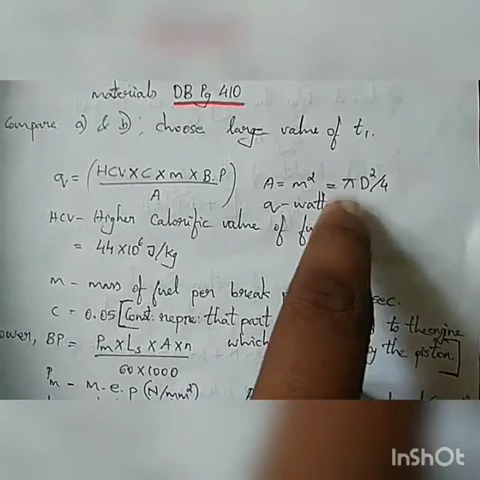 materials DB Pg 410
Compare a) & b); choose large value of t1.
q = (HCV x C x m x B.P / A) A = m² = πD²/4
q - watt
HCV - Higher Calorific value of
= 44 x 10⁶ J/kg
m - mass of fuel per break sec.
C = 0.05 [Const. repre: that part to the engine
BP = Pm x Ls x A x n / 60 x 1000 which by the piston.]
Pm - m.e.p (N/mm²)
InShOt